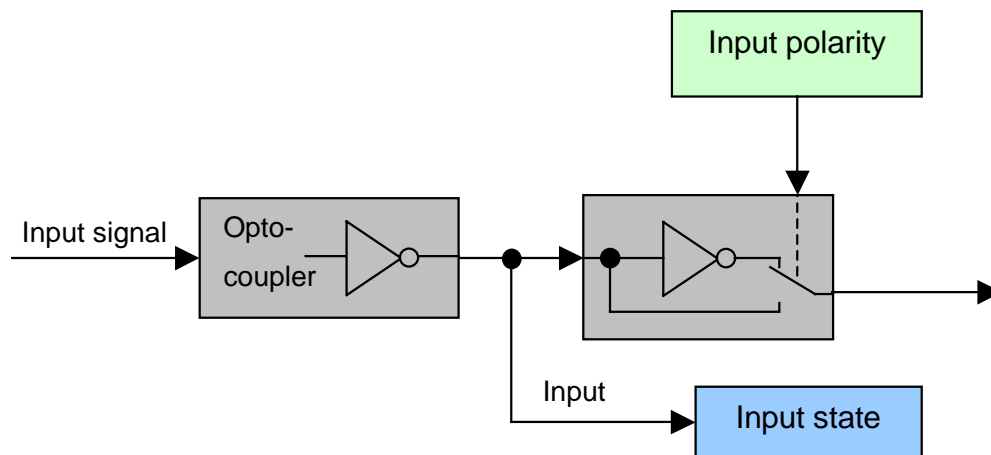 Input polarity
Input signal
Opto-
coupler
Input
Input state